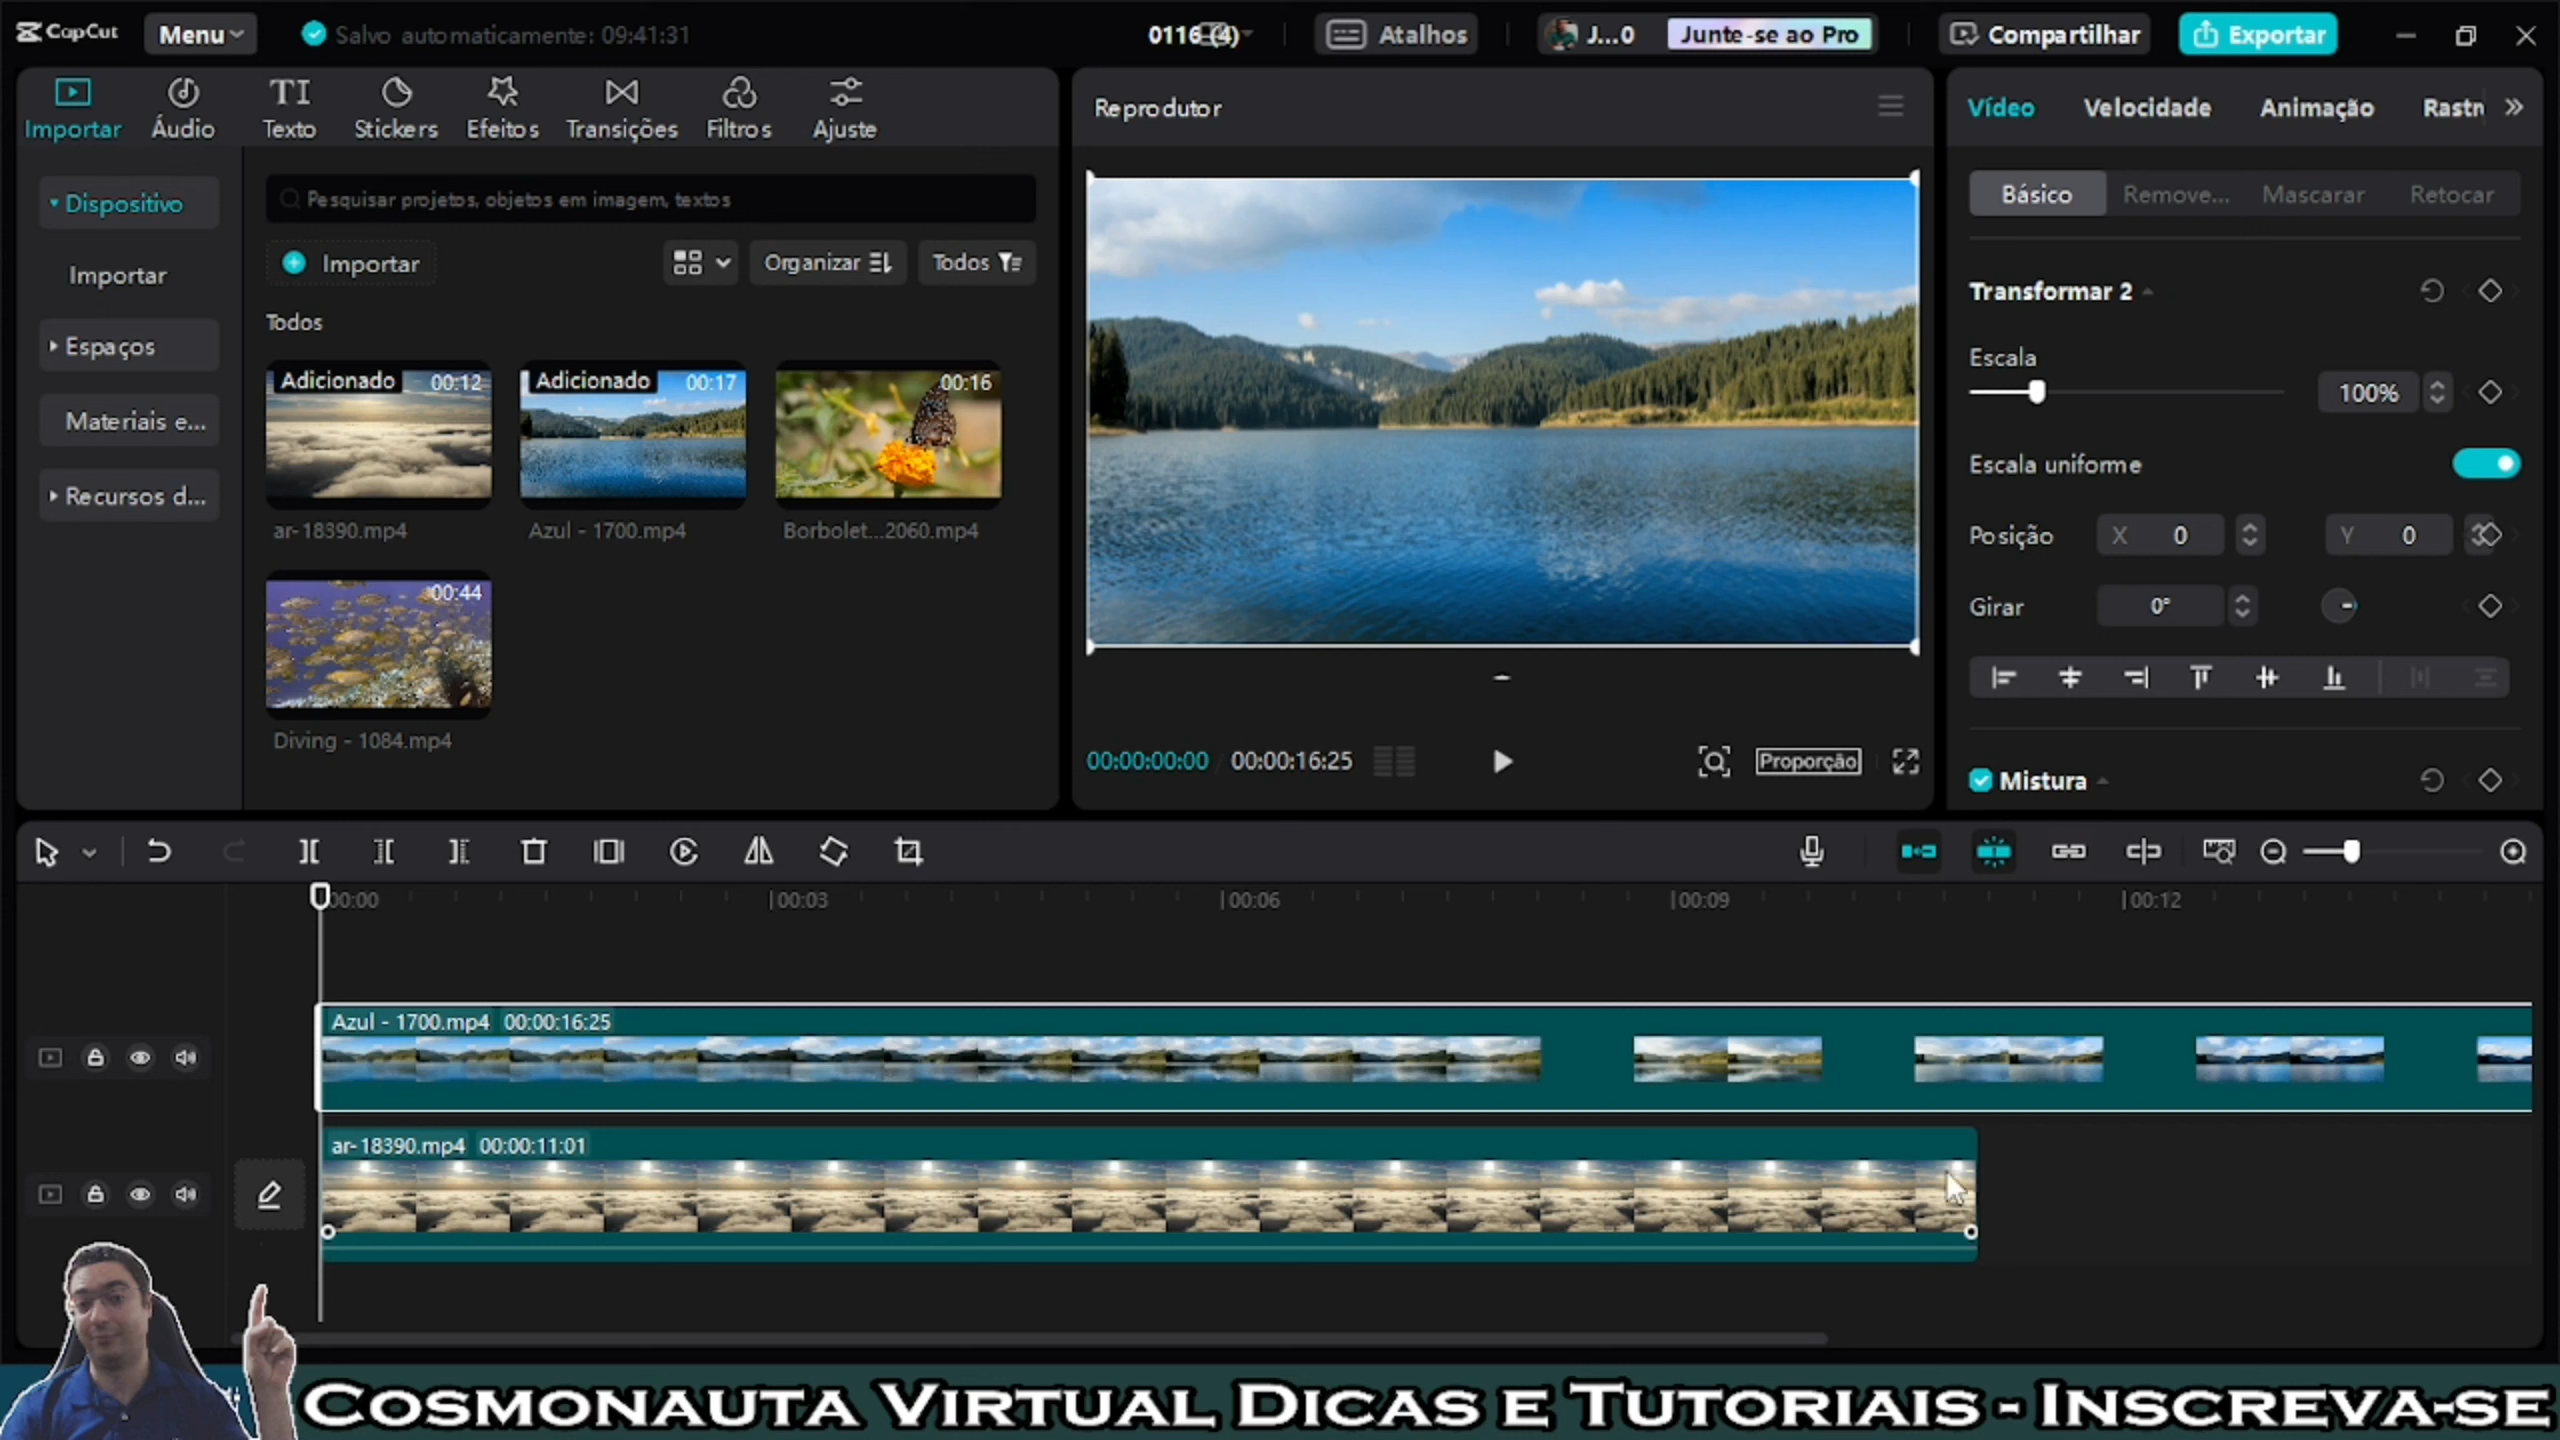 CapCut
Menu
Salvo automaticamente: 09:41:31
0116 (4)
Atalhos
J...0
Junte-se ao Pro
Compartilhar
Exportar
Importar
Áudio
TI
Texto
Stickers
Efeitos
Transições
Filtros
Ajuste
Dispositivo
Importar
Espaços
Materiais e...
Recursos d...
Pesquisar projetos, objetos em imagem, textos
Importar
Organizar
Todos
Todos
Adicionado 00:12
ar-18390.mp4
Adicionado 00:17
Azul - 1700.mp4
00:16
Borbolet...2060.mp4
00:44
Diving - 1084.mp4
Reprodutor
00:00:00:00 / 00:00:16:25
Proporção
Vídeo
Velocidade
Animação
Rastr
Básico
Remove...
Mascarar
Retocar
Transformar 2
Escala
100%
Escala uniforme
Posição X 0 Y 0
Girar 0°
Mistura
00:00 00:03 00:06 00:09 00:12
Azul - 1700.mp4 00:00:16:25
ar-18390.mp4 00:00:11:01
Cosmonauta Virtual Dicas e Tutoriais - Inscreva-se